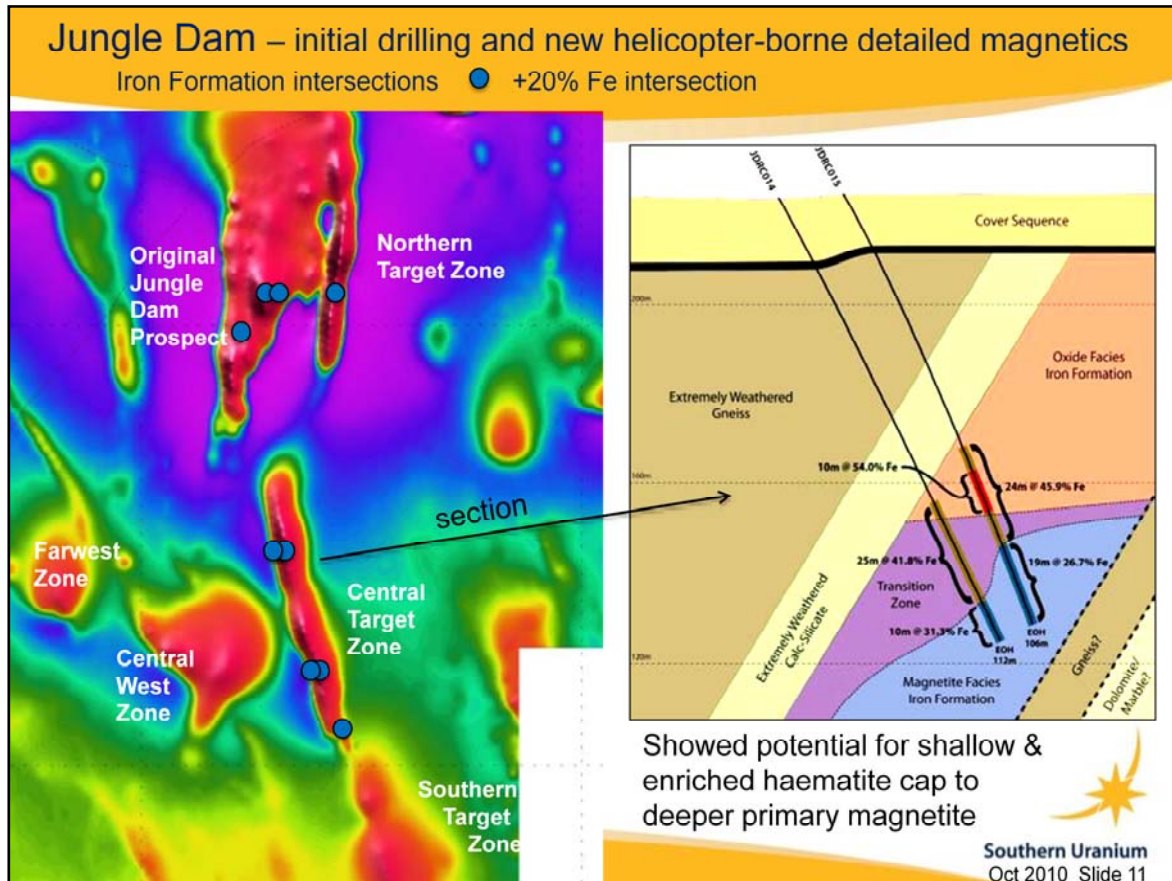 Jungle Dam – initial drilling and new helicopter-borne detailed magnetics
Iron Formation intersections
+20% Fe intersection
Original
Jungle
Dam
Prospect
Northern
Target Zone
section
Farwest
Zone
Central
Target
Zone
Central
West
Zone
Southern
Target
Zone
JDRC014
JDRC015
Cover Sequence
200m
Oxide Facies
Iron Formation
Extremely Weathered
Gneiss
10m @ 54.0% Fe
24m @ 45.9% Fe
160m
25m @ 41.8% Fe
19m @ 26.7% Fe
Transition
Zone
Extremely Weathered
Calc-Silicate
10m @ 31.3% Fe
EOH
106m
EOH
112m
120m
Magnetite Facies
Iron Formation
Gneiss?
Dolomite/
Marble?
Showed potential for shallow &
enriched haematite cap to
deeper primary magnetite
Southern Uranium
Oct 2010 Slide 11